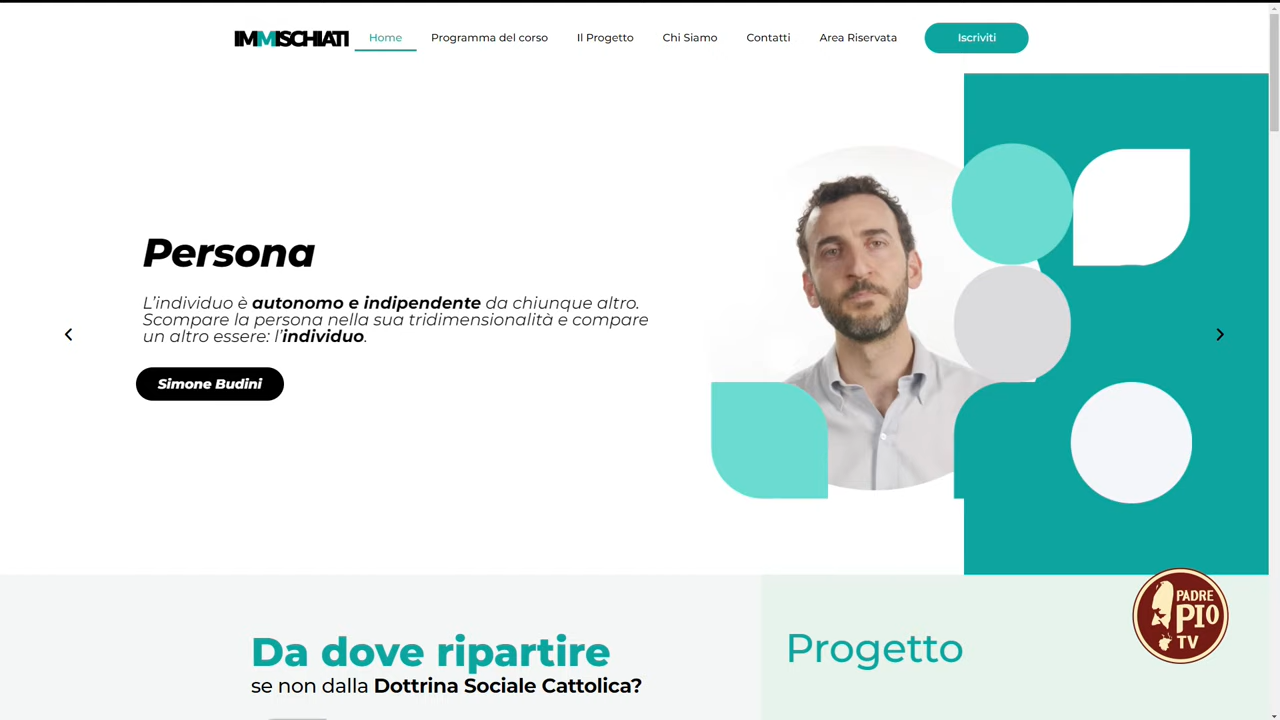 IMMISCHIATI
Home
Programma del corso
Il Progetto
Chi Siamo
Contatti
Area Riservata
Iscriviti
Persona
L’individuo è autonomo e indipendente da chiunque altro.
Scompare la persona nella sua tridimensionalità e compare
un altro essere: l’individuo.
Simone Budini
Da dove ripartire
se non dalla Dottrina Sociale Cattolica?
Progetto
PADRE
PIO
TV